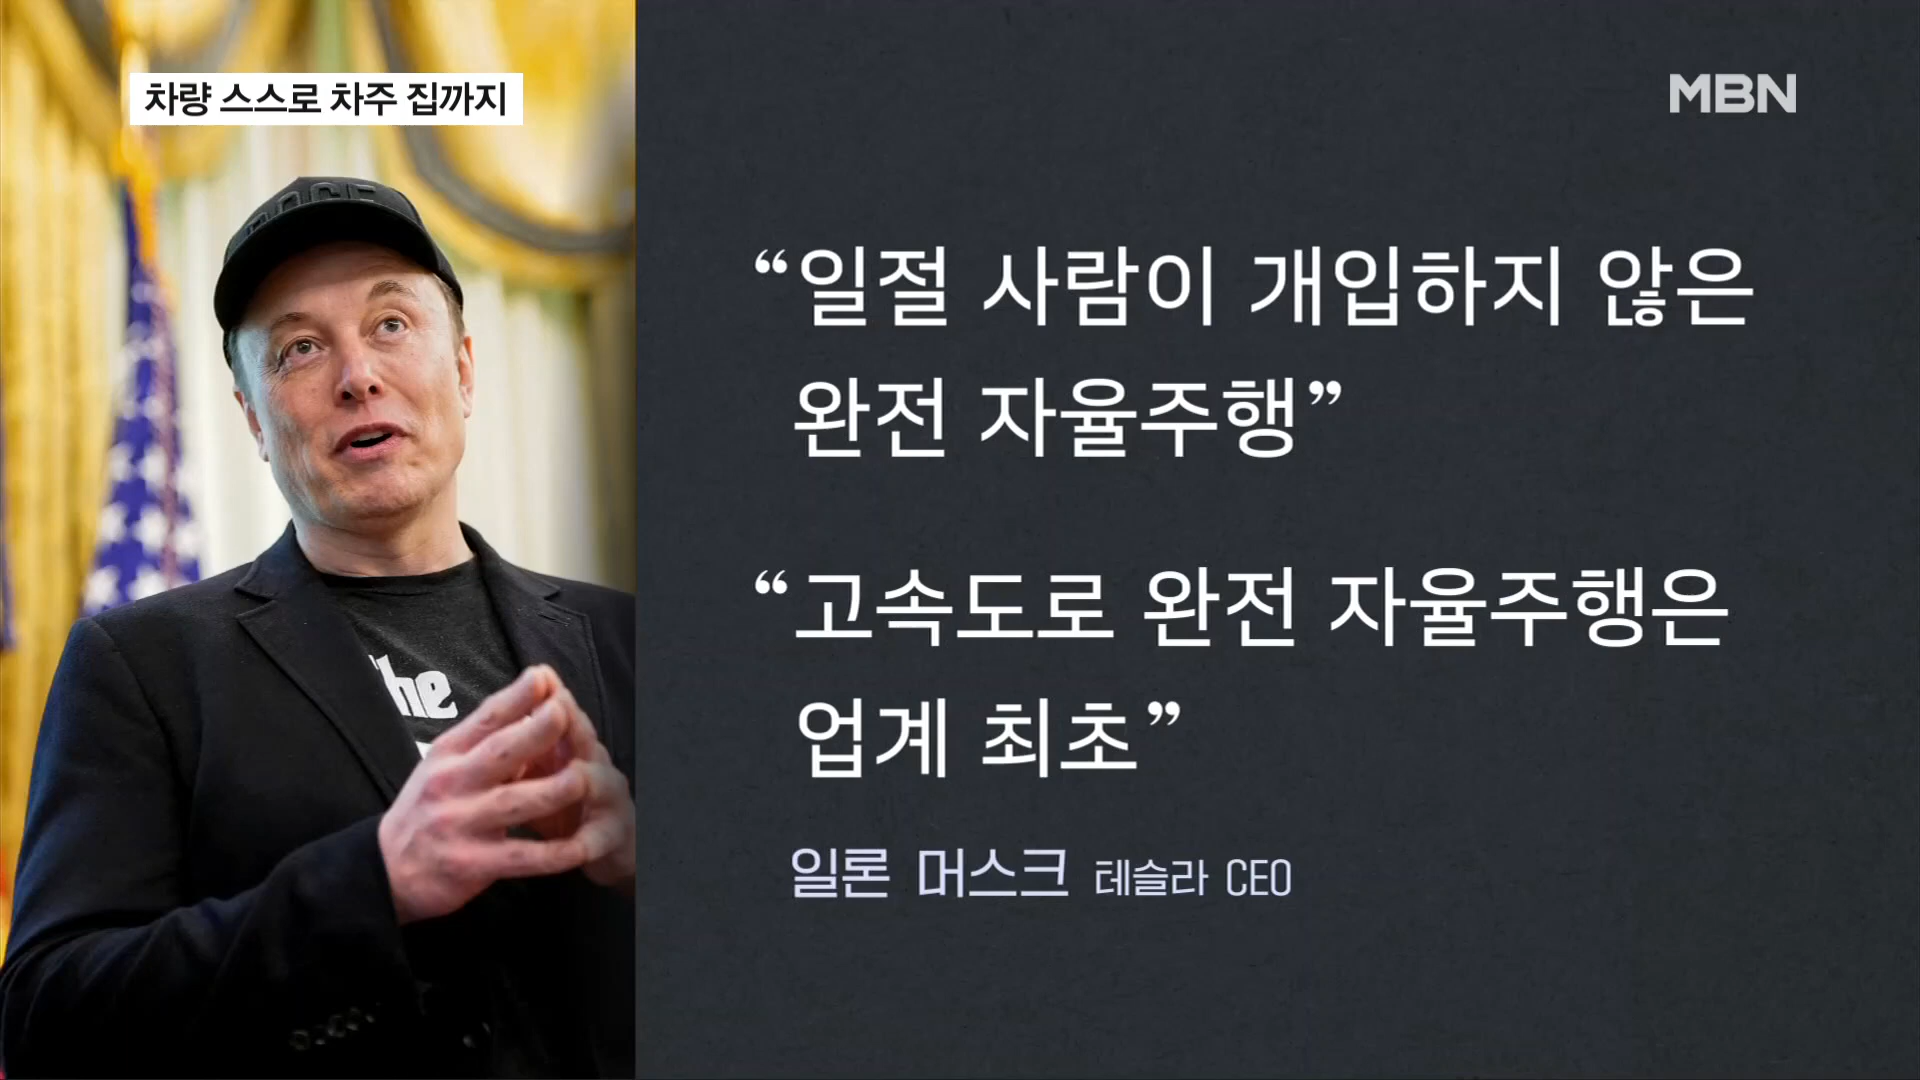 차량 스스로 차주 집까지
MBN
DOGE
“일절 사람이 개입하지 않은
완전 자율주행”
“고속도로 완전 자율주행은
업계 최초”
일론 머스크 테슬라 CEO
the